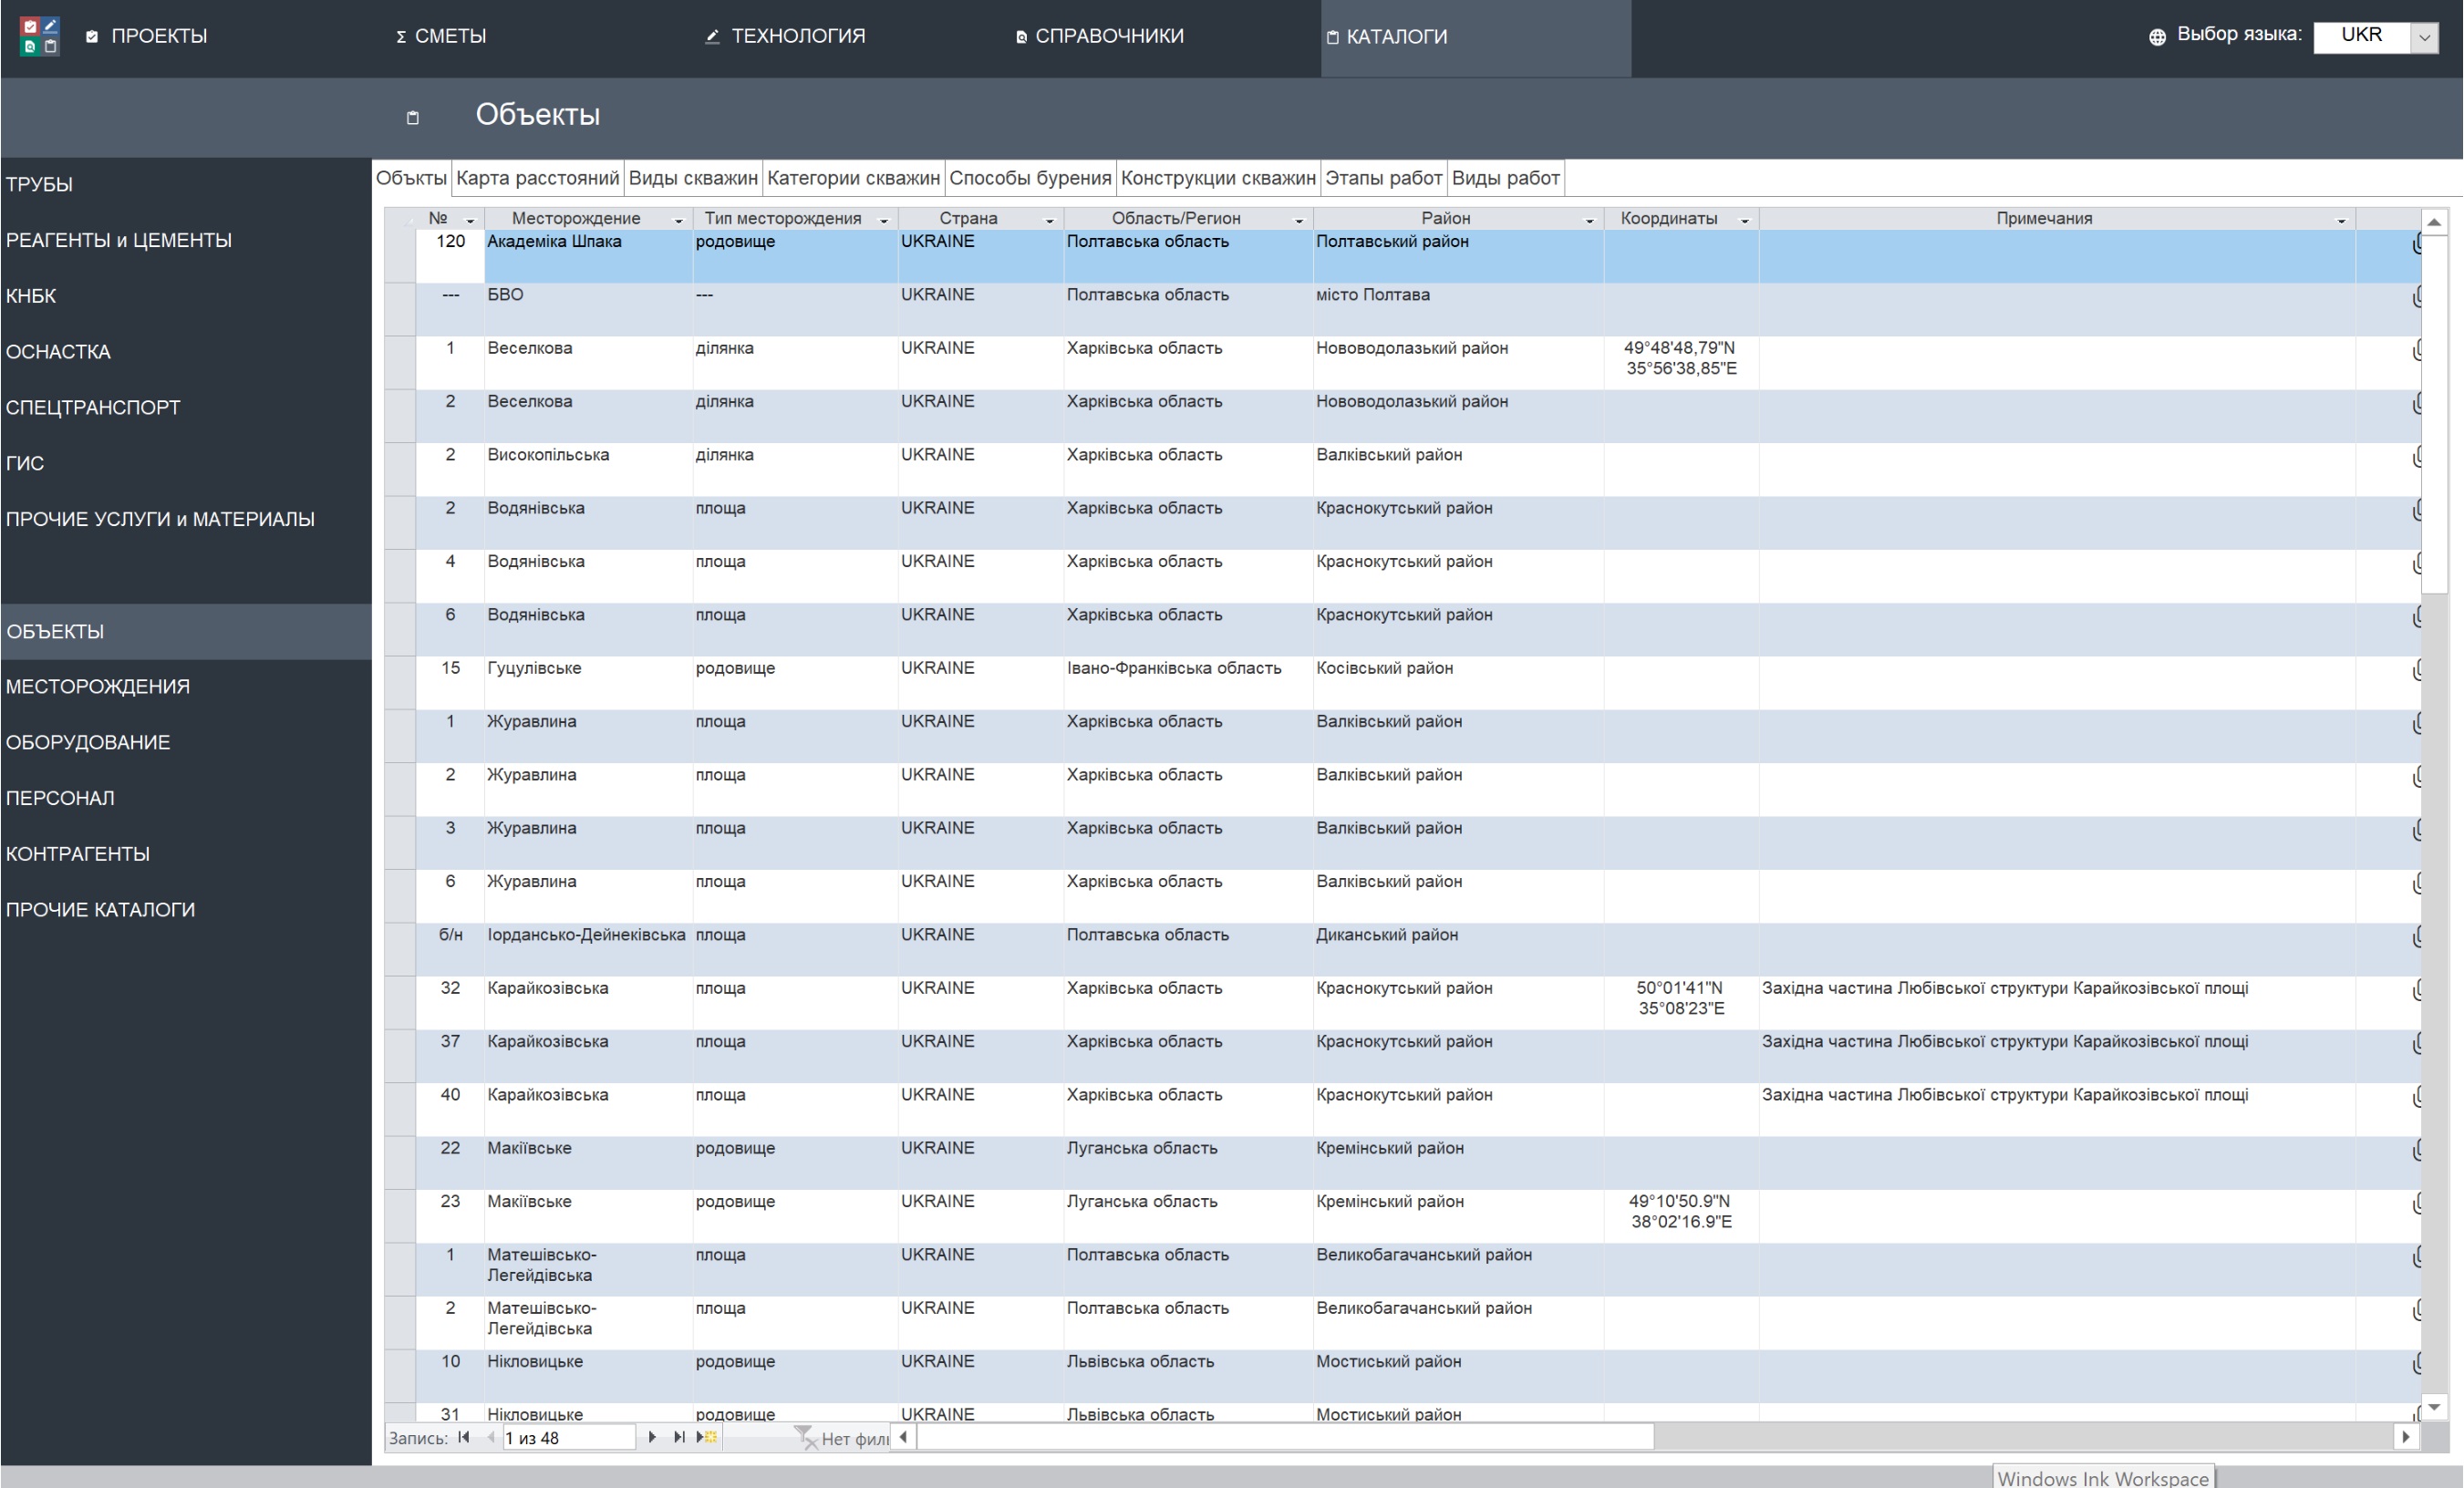 ПРОЕКТЫ Σ СМЕТЫ ТЕХНОЛОГИЯ СПРАВОЧНИКИ КАТАЛОГИ Выбор языка: UKR
Объекты
ТРУБЫ
РЕАГЕНТЫ и ЦЕМЕНТЫ
КНБК
ОСНАСТКА
СПЕЦТРАНСПОРТ
ГИС
ПРОЧИЕ УСЛУГИ и МАТЕРИАЛЫ
ОБЪЕКТЫ
МЕСТОРОЖДЕНИЯ
ОБОРУДОВАНИЕ
ПЕРСОНАЛ
КОНТРАГЕНТЫ
ПРОЧИЕ КАТАЛОГИ
Объкты Карта расстояний Виды скважин Категории скважин Способы бурения Конструкции скважин Этапы работ Виды работ
№ Месторождение Тип месторождения Страна Область/Регион Район Координаты Примечания
120 Академіка Шпака родовище UKRAINE Полтавська область Полтавський район
--- БВО --- UKRAINE Полтавська область місто Полтава
1 Веселкова ділянка UKRAINE Харківська область Нововодолазький район 49°48'48,79"N
35°56'38,85"E
2 Веселкова ділянка UKRAINE Харківська область Нововодолазький район
2 Високопільська ділянка UKRAINE Харківська область Валківський район
2 Водянівська площа UKRAINE Харківська область Краснокутський район
4 Водянівська площа UKRAINE Харківська область Краснокутський район
6 Водянівська площа UKRAINE Харківська область Краснокутський район
15 Гуцулівське родовище UKRAINE Івано-Франківська область Косівський район
1 Журавлина площа UKRAINE Харківська область Валківський район
2 Журавлина площа UKRAINE Харківська область Валківський район
3 Журавлина площа UKRAINE Харківська область Валківський район
6 Журавлина площа UKRAINE Харківська область Валківський район
б/н Іордансько-Дейнеківська площа UKRAINE Полтавська область Диканський район
32 Карайкозівська площа UKRAINE Харківська область Краснокутський район 50°01'41"N Західна частина Любівської структури Карайкозівської площі
35°08'23"E
37 Карайкозівська площа UKRAINE Харківська область Краснокутський район Західна частина Любівської структури Карайкозівської площі
40 Карайкозівська площа UKRAINE Харківська область Краснокутський район Західна частина Любівської структури Карайкозівської площі
22 Макіївське родовище UKRAINE Луганська область Кремінський район
23 Макіївське родовище UKRAINE Луганська область Кремінський район 49°10'50.9"N
38°02'16.9"E
1 Матешівсько- площа UKRAINE Полтавська область Великобагачанський район
Легейдівська
2 Матешівсько- площа UKRAINE Полтавська область Великобагачанський район
Легейдівська
10 Нікловицьке родовище UKRAINE Львівська область Мостиський район
31 Нікловицьке родовище UKRAINE Львівська область Мостиський район
Запись: 1 из 48 Нет фил
Windows Ink Workspace